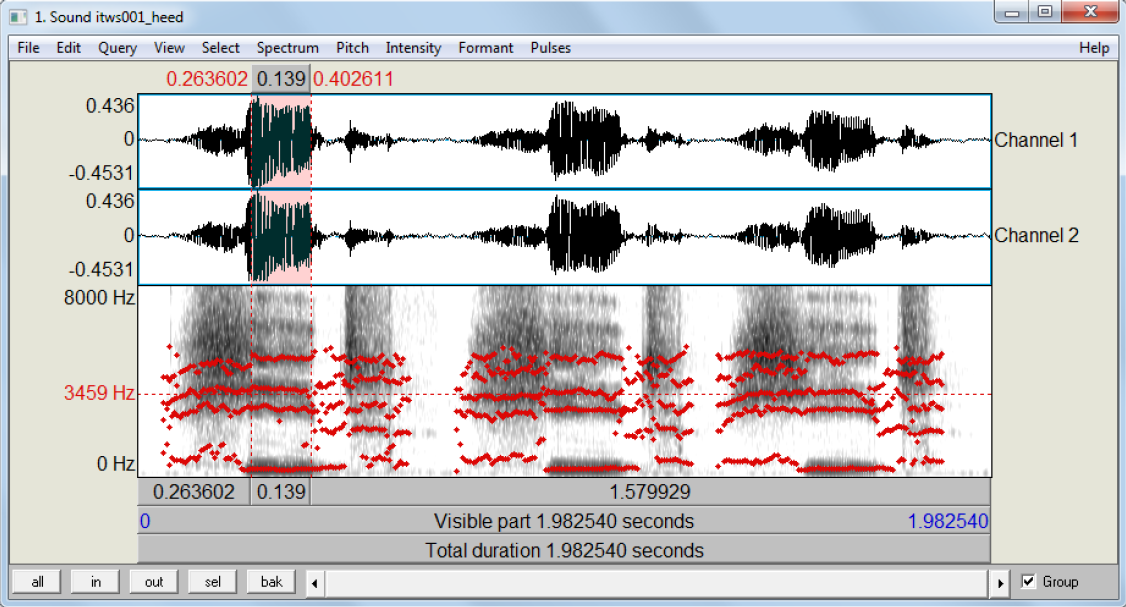 1. Sound itws001_heed
File Edit Query View Select Spectrum Pitch Intensity Formant Pulses Help
0.263602 0.139 0.402611
0.436
0 Channel 1
-0.4531
0.436
0 Channel 2
-0.4531
8000 Hz
3459 Hz
0 Hz
0.263602 0.139 1.579929
0 Visible part 1.982540 seconds 1.982540
Total duration 1.982540 seconds
all in out sel bak Group